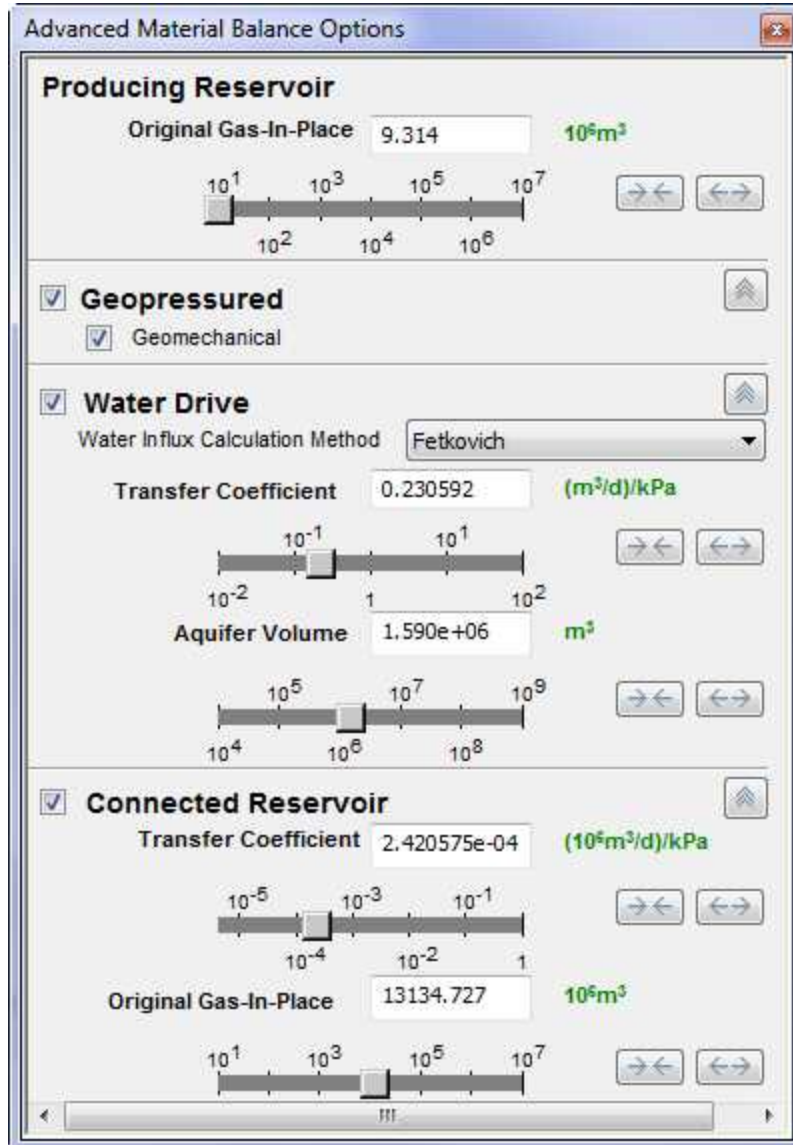 Advanced Material Balance Options
Producing Reservoir
Original Gas-In-Place 9.314 10⁶m³
10¹ 10³ 10⁵ 10⁷
10² 10⁴ 10⁶
Geopressured
Geomechanical
Water Drive
Water Influx Calculation Method Fetkovich
Transfer Coefficient 0.230592 (m³/d)/kPa
10⁻¹ 10¹
10⁻² 1 10²
Aquifer Volume 1.590e+06 m³
10⁵ 10⁷ 10⁹
10⁴ 10⁶ 10⁸
Connected Reservoir
Transfer Coefficient 2.420575e-04 (10⁶m³/d)/kPa
10⁻⁵ 10⁻³ 10⁻¹
10⁻⁴ 10⁻² 1
Original Gas-In-Place 13134.727 10⁶m³
10¹ 10³ 10⁵ 10⁷